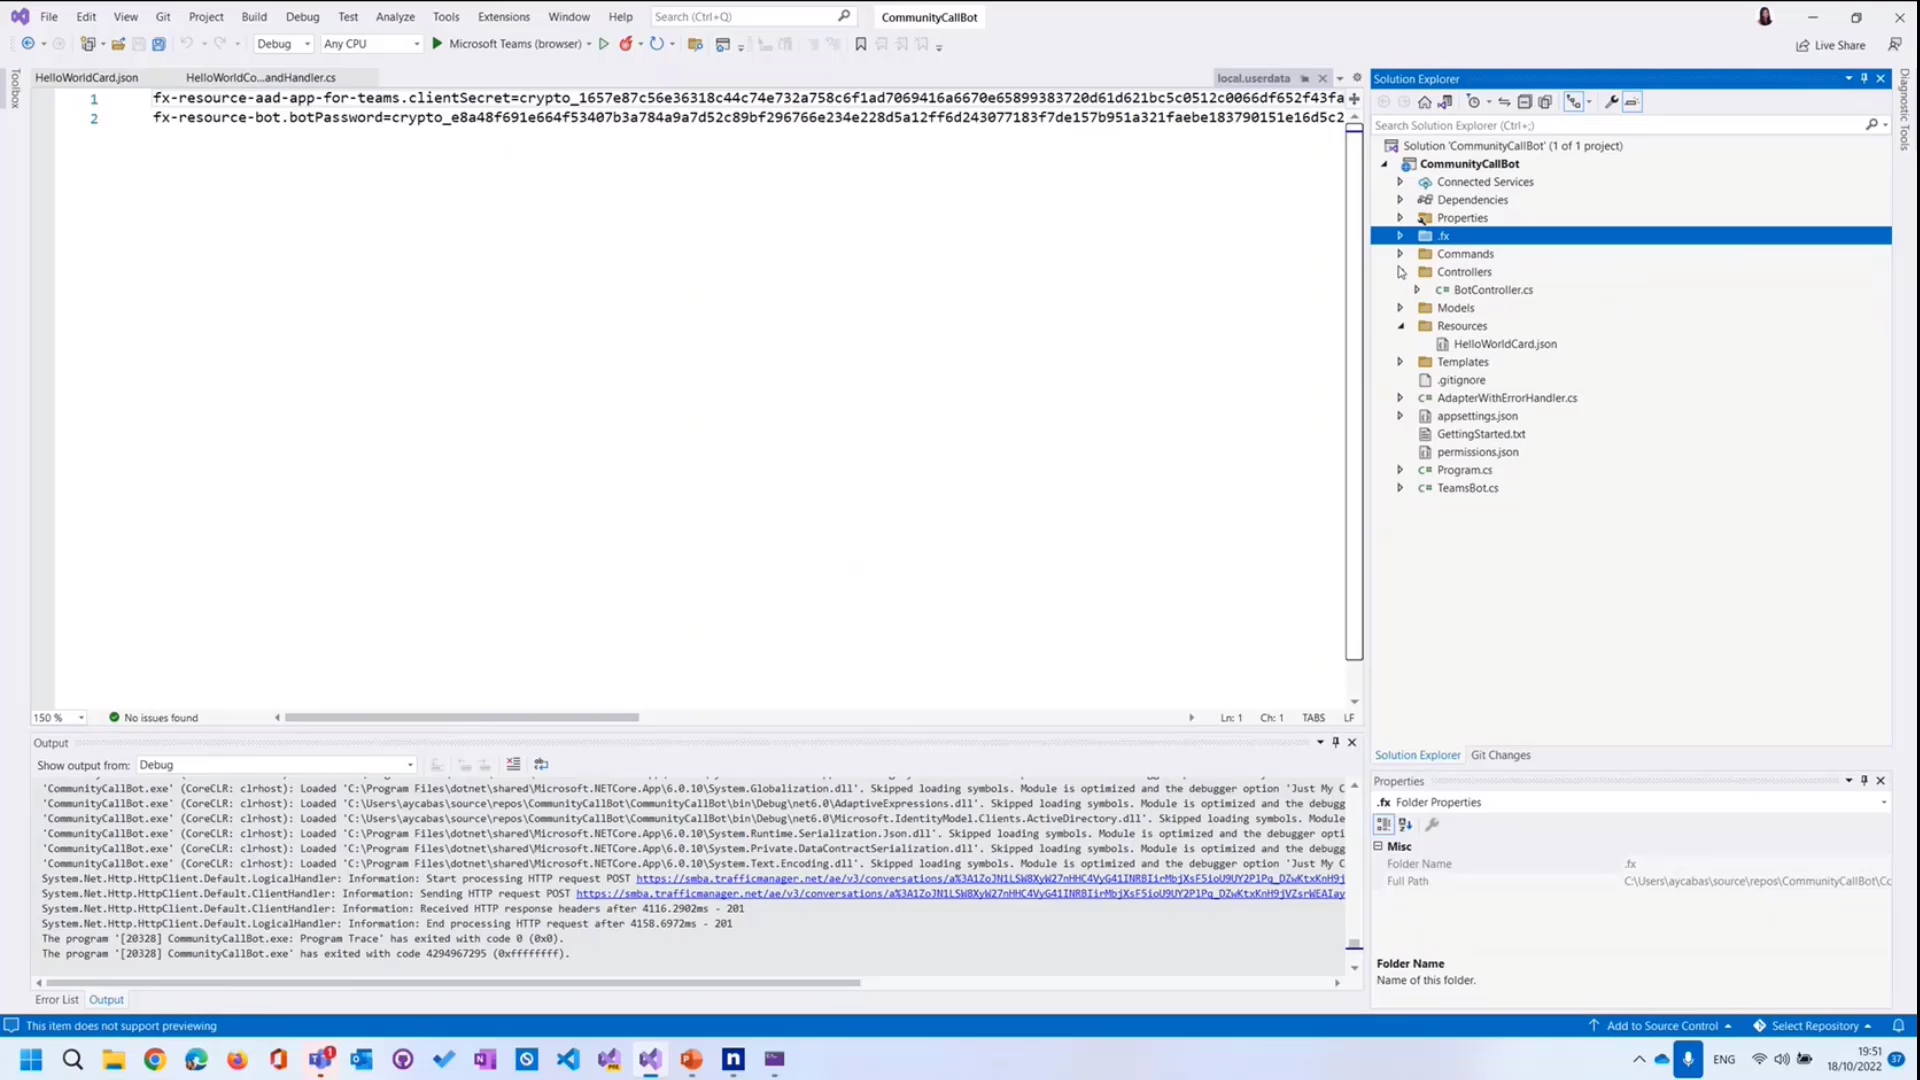 File Edit View Git Project Build Debug Test Analyze Tools Extensions Window Help Search (Ctrl+Q) CommunityCallBot
Debug Any CPU Microsoft Teams (browser) Live Share
Toolbox
HelloWorldCard.json HelloWorldCo...andHandler.cs local.userdata
1 fx-resource-aad-app-for-teams.clientSecret=crypto_1657e87c56e36318c44c74e732a758c6f1ad7069416a6670e65899383720d61d621bc5c0512c0066df652f43fa
2 fx-resource-bot.botPassword=crypto_e8a48f691e664f53407b3a784a9a7d52c89bf296766e234e228d5a12ff6d243077183f7de157b951a321faebe183790151e16d5c2
150 % No issues found Ln: 1 Ch: 1 TABS LF
Output
Show output from: Debug
'CommunityCallBot.exe' (CoreCLR: clrhost): Loaded 'C:\Program Files\dotnet\shared\Microsoft.NETCore.App\6.0.10\System.Globalization.dll'. Skipped loading symbols. Module is optimized and the debugger option 'Just My C
'CommunityCallBot.exe' (CoreCLR: clrhost): Loaded 'C:\Users\aycabas\source\repos\CommunityCallBot\CommunityCallBot\bin\Debug\net6.0\AdaptiveExpressions.dll'. Skipped loading symbols. Module is optimized and the debugg
'CommunityCallBot.exe' (CoreCLR: clrhost): Loaded 'C:\Users\aycabas\source\repos\CommunityCallBot\CommunityCallBot\bin\Debug\net6.0\Microsoft.IdentityModel.Clients.ActiveDirectory.dll'. Skipped loading symbols. Module
'CommunityCallBot.exe' (CoreCLR: clrhost): Loaded 'C:\Program Files\dotnet\shared\Microsoft.NETCore.App\6.0.10\System.Runtime.Serialization.Json.dll'. Skipped loading symbols. Module is optimized and the debugger opti
'CommunityCallBot.exe' (CoreCLR: clrhost): Loaded 'C:\Program Files\dotnet\shared\Microsoft.NETCore.App\6.0.10\System.Private.DataContractSerialization.dll'. Skipped loading symbols. Module is optimized and the debugg
'CommunityCallBot.exe' (CoreCLR: clrhost): Loaded 'C:\Program Files\dotnet\shared\Microsoft.NETCore.App\6.0.10\System.Text.Encoding.dll'. Skipped loading symbols. Module is optimized and the debugger option 'Just My C
System.Net.Http.HttpClient.Default.LogicalHandler: Information: Start processing HTTP request POST
System.Net.Http.HttpClient.Default.ClientHandler: Information: Sending HTTP request POST
System.Net.Http.HttpClient.Default.ClientHandler: Information: Received HTTP response headers after 4116.2902ms - 201
System.Net.Http.HttpClient.Default.LogicalHandler: Information: End processing HTTP request after 4158.6972ms - 201
The program '[20328] CommunityCallBot.exe: Program Trace' has exited with code 0 (0x0).
The program '[20328] CommunityCallBot.exe' has exited with code 4294967295 (0xffffffff).
Error List Output
Solution Explorer
Search Solution Explorer (Ctrl+;)
Solution 'CommunityCallBot' (1 of 1 project)
CommunityCallBot
Connected Services
Dependencies
Properties
.fx
Commands
Controllers
C# BotController.cs
Models
Resources
HelloWorldCard.json
Templates
.gitignore
C# AdapterWithErrorHandler.cs
appsettings.json
GettingStarted.txt
permissions.json
C# Program.cs
C# TeamsBot.cs
Solution Explorer Git Changes
Properties
.fx Folder Properties
Misc
Folder Name .fx
Full Path C:\Users\aycabas\source\repos\CommunityCallBot\Cc
Folder Name
Name of this folder.
Diagnostic Tools
This item does not support previewing Add to Source Control Select Repository
ENG 19:51 37
18/10/2022